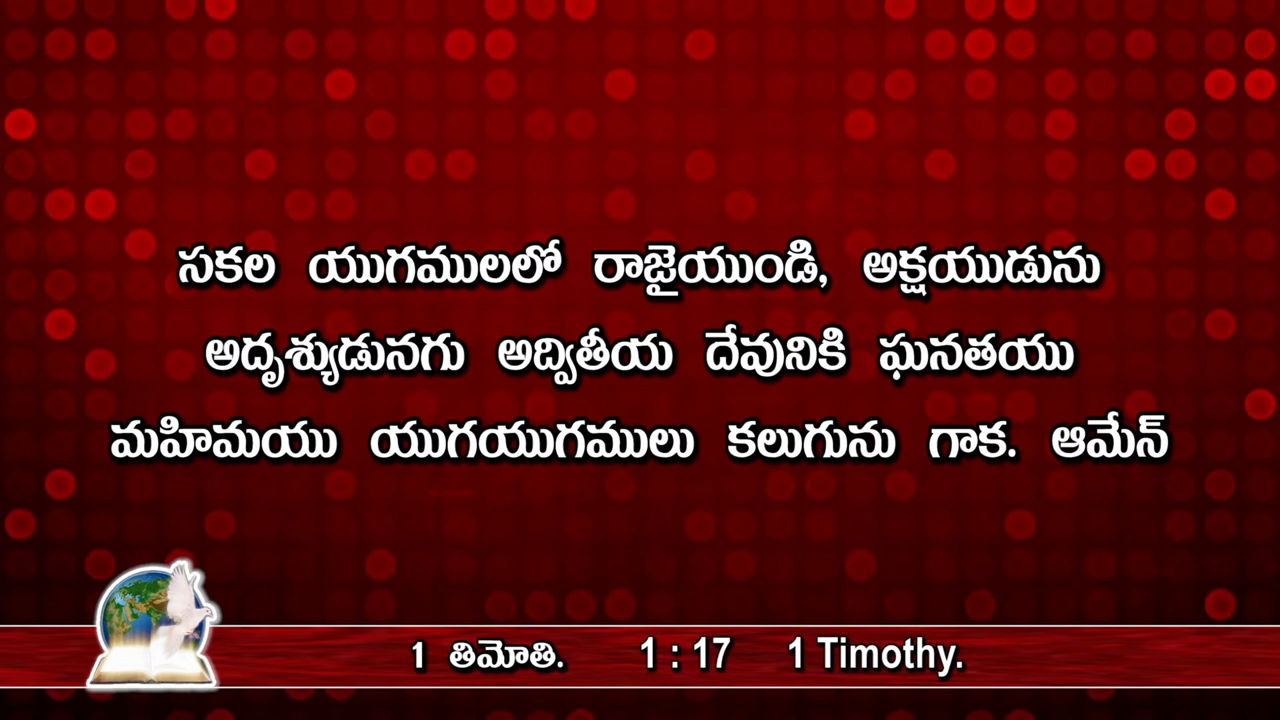 సకల యుగములలో రాజైయుండి, అక్షయుడును
అదృశ్యుడునగు అద్వితీయ దేవునికి ఘనతయు
మహిమయు యుగయుగములు కలుగును గాక. ఆమేన్
1 తిమోతి. 1 : 17 1 Timothy.